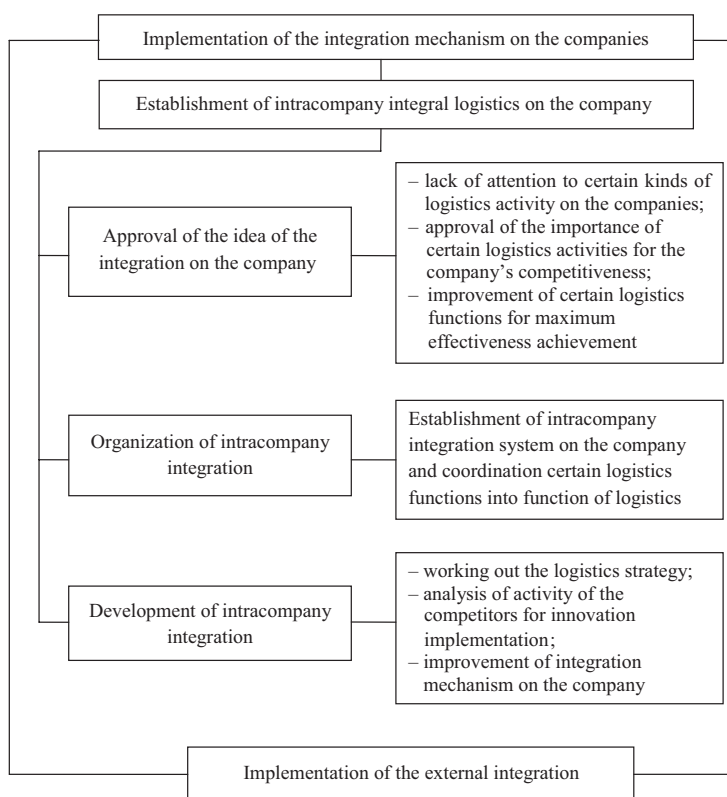 Implementation of the integration mechanism on the companies
Establishment of intracompany integral logistics on the company
Approval of the idea of the
integration on the company
– lack of attention to certain kinds of
logistics activity on the companies;
– approval of the importance of
certain logistics activities for the
company’s competitiveness;
– improvement of certain logistics
functions for maximum
effectiveness achievement
Organization of intracompany
integration
Establishment of intracompany
integration system on the company
and coordination certain logistics
functions into function of logistics
Development of intracompany
integration
– working out the logistics strategy;
– analysis of activity of the
competitors for innovation
implementation;
– improvement of integration
mechanism on the company
Implementation of the external integration